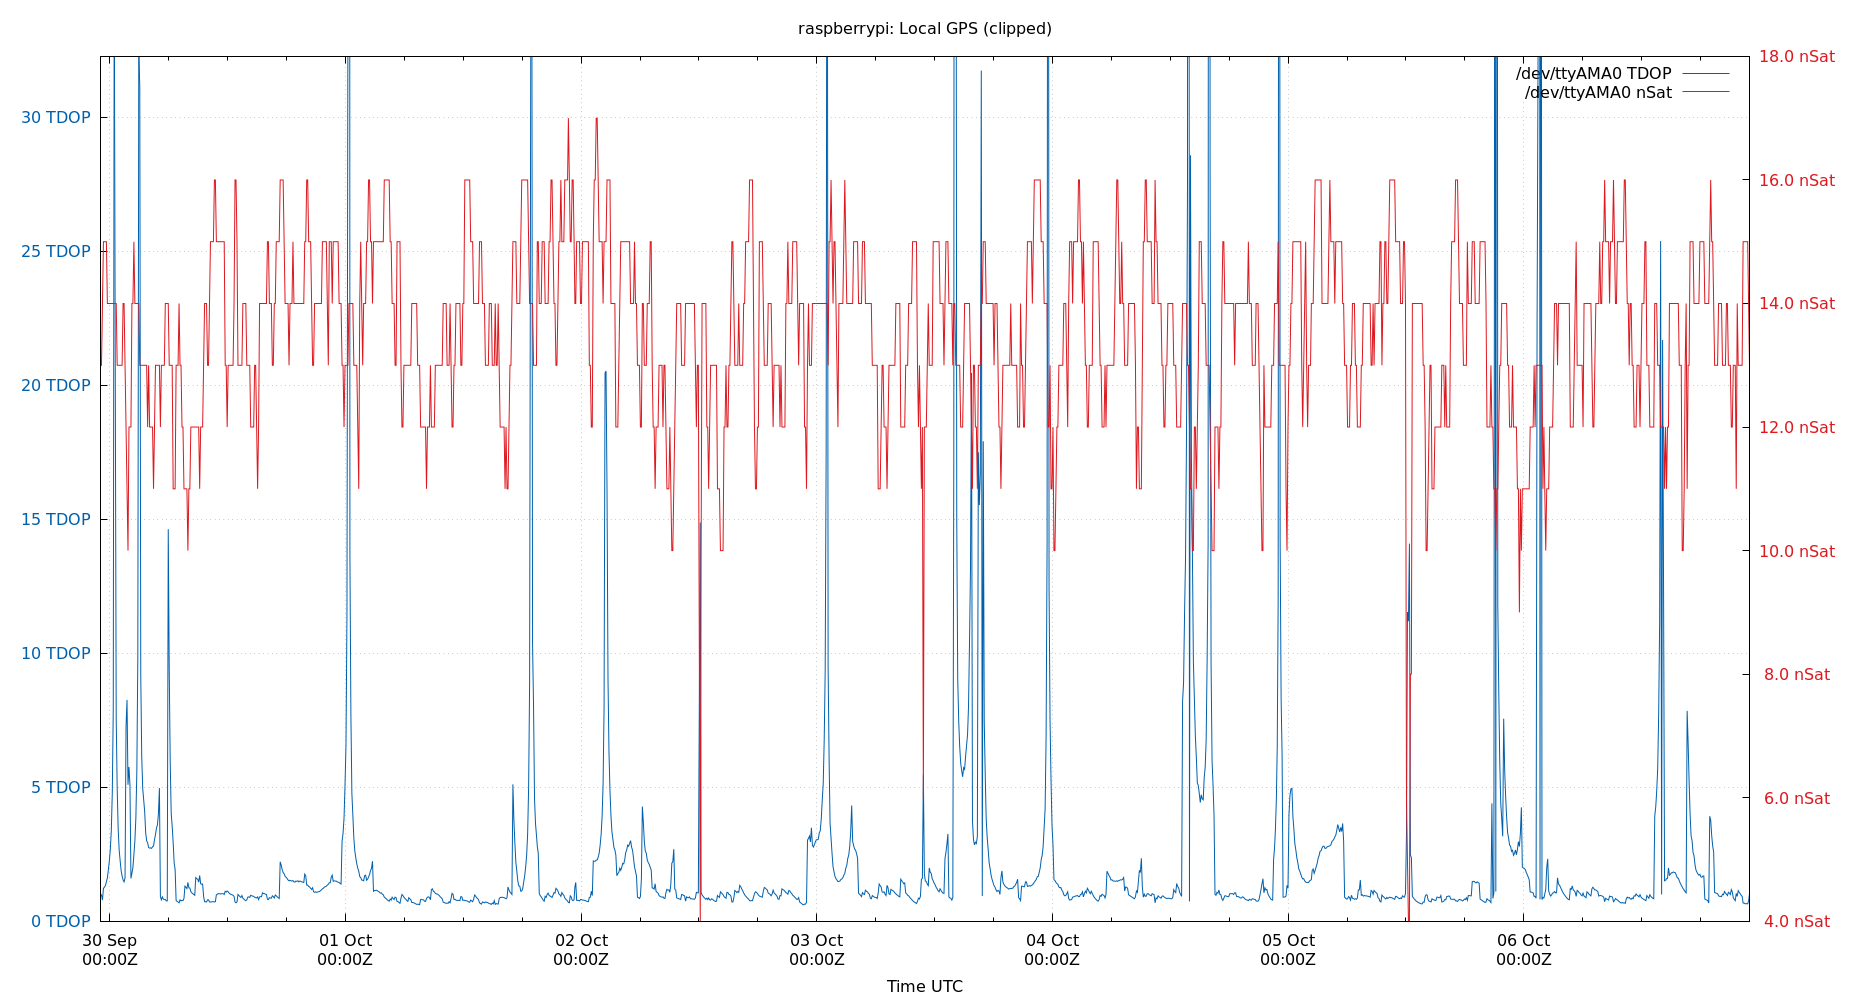 raspberrypi: Local GPS (clipped)
18.0 nSat
/dev/ttyAMA0 TDOP
/dev/ttyAMA0 nSat
30 TDOP
16.0 nSat
25 TDOP
14.0 nSat
20 TDOP
12.0 nSat
15 TDOP
10.0 nSat
10 TDOP
8.0 nSat
5 TDOP
6.0 nSat
0 TDOP
4.0 nSat
30 Sep 01 Oct 02 Oct 03 Oct 04 Oct 05 Oct 06 Oct
00:00Z 00:00Z 00:00Z 00:00Z 00:00Z 00:00Z 00:00Z
Time UTC